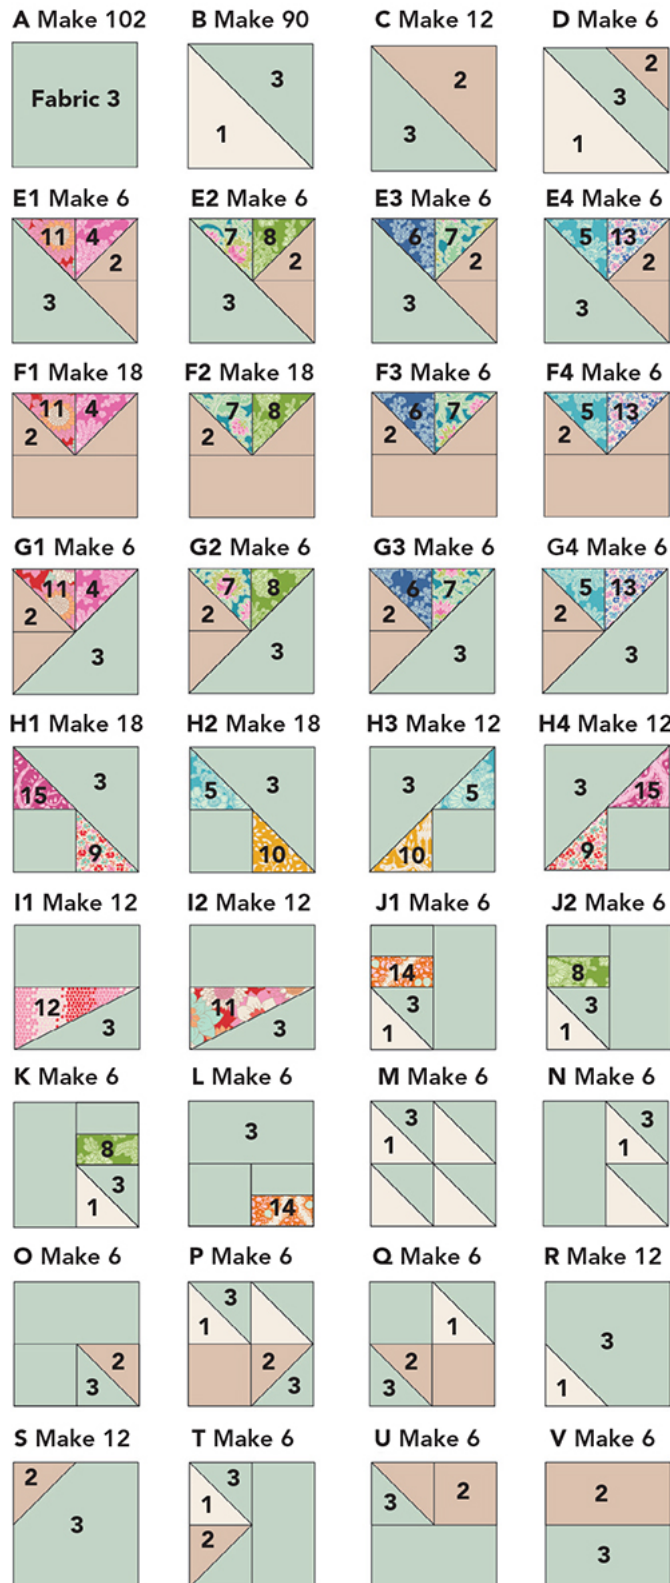 A Make 102 B Make 90 C Make 12 D Make 6
Fabric 3 3 1 2 3 2 3 1
E1 Make 6 E2 Make 6 E3 Make 6 E4 Make 6
11 4 2 3 7 8 2 3 6 7 2 3 5 13 2 3
F1 Make 18 F2 Make 18 F3 Make 6 F4 Make 6
11 4 2 7 8 2 6 7 2 5 13 2
G1 Make 6 G2 Make 6 G3 Make 6 G4 Make 6
11 4 2 3 7 8 2 3 6 7 2 3 5 13 2 3
H1 Make 18 H2 Make 18 H3 Make 12 H4 Make 12
3 15 9 3 5 10 3 5 10 3 15 9
I1 Make 12 I2 Make 12 J1 Make 6 J2 Make 6
12 3 11 3 14 3 1 8 3 1
K Make 6 L Make 6 M Make 6 N Make 6
8 3 1 3 14 3 1 3 1
O Make 6 P Make 6 Q Make 6 R Make 12
2 3 3 1 2 3 1 2 3 3 1
S Make 12 T Make 6 U Make 6 V Make 6
2 3 3 1 2 3 2 2 3